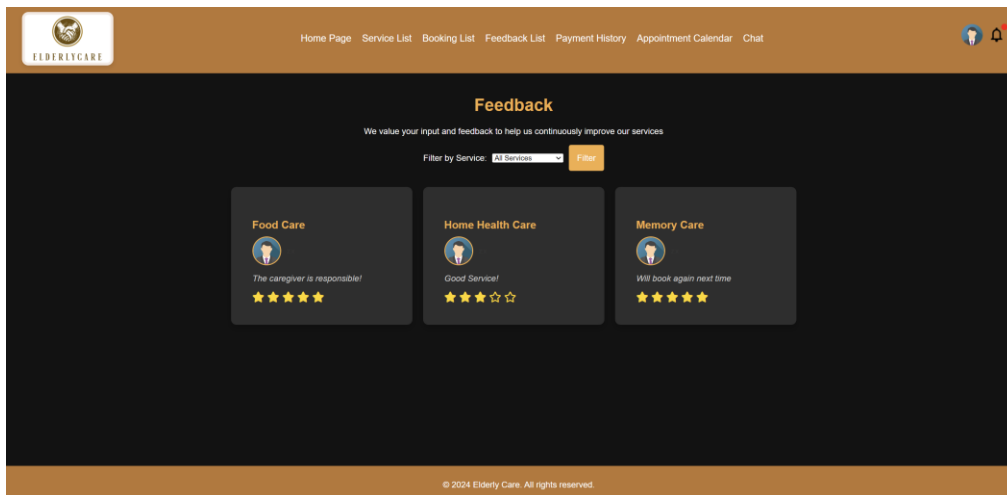 ELDERLYCARE
Home Page Service List Booking List Feedback List Payment History Appointment Calendar Chat
Feedback
We value your input and feedback to help us continuously improve our services
Filter by Service: All Services Filter
Food Care
The caregiver is responsible!
Home Health Care
Good Service!
Memory Care
Will book again next time
© 2024 Elderly Care. All rights reserved.